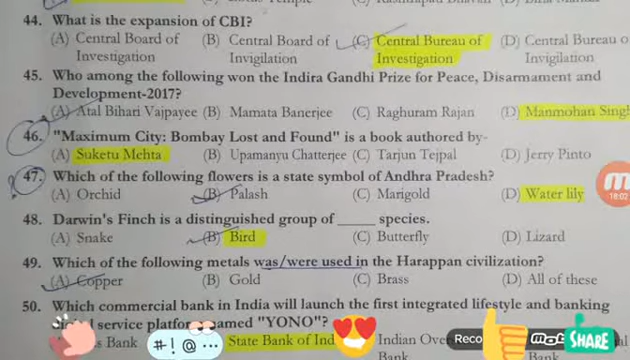 44. What is the expansion of CBI?
(A) Central Board of Investigation (B) Central Board of Invigilation (C) Central Bureau of Investigation (D) Central Bureau o Invigilation
45. Who among the following won the Indira Gandhi Prize for Peace, Disarmament and
Development-2017?
(A) Atal Bihari Vajpayee (B) Mamata Banerjee (C) Raghuram Rajan (D) Manmohan Singh
46. "Maximum City: Bombay Lost and Found" is a book authored by-
(A) Suketu Mehta (B) Upamanyu Chatterjee (C) Tarjun Tejpal (D) Jerry Pinto
47. Which of the following flowers is a state symbol of Andhra Pradesh?
(A) Orchid (B) Palash (C) Marigold (D) Water lily
48. Darwin's Finch is a distinguished group of _____ species.
(A) Snake (B) Bird (C) Butterfly (D) Lizard
49. Which of the following metals was/were used in the Harappan civilization?
(A) Copper (B) Gold (C) Brass (D) All of these
50. Which commercial bank in India will launch the first integrated lifestyle and banking
service named "YONO"?
Bank State Bank of Ind Indian Bank Bank
18:02
#!@...
Reco
SHARE